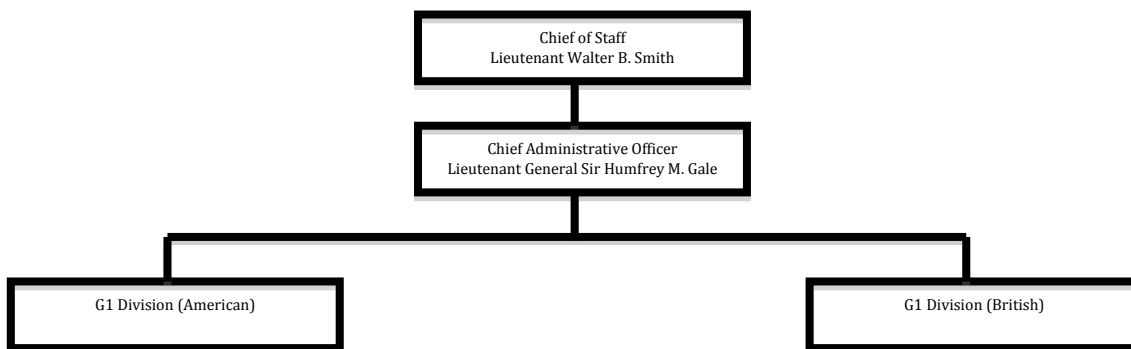 Chief of Staff
Lieutenant Walter B. Smith
Chief Administrative Officer
Lieutenant General Sir Humfrey M. Gale
G1 Division (American)
G1 Division (British)